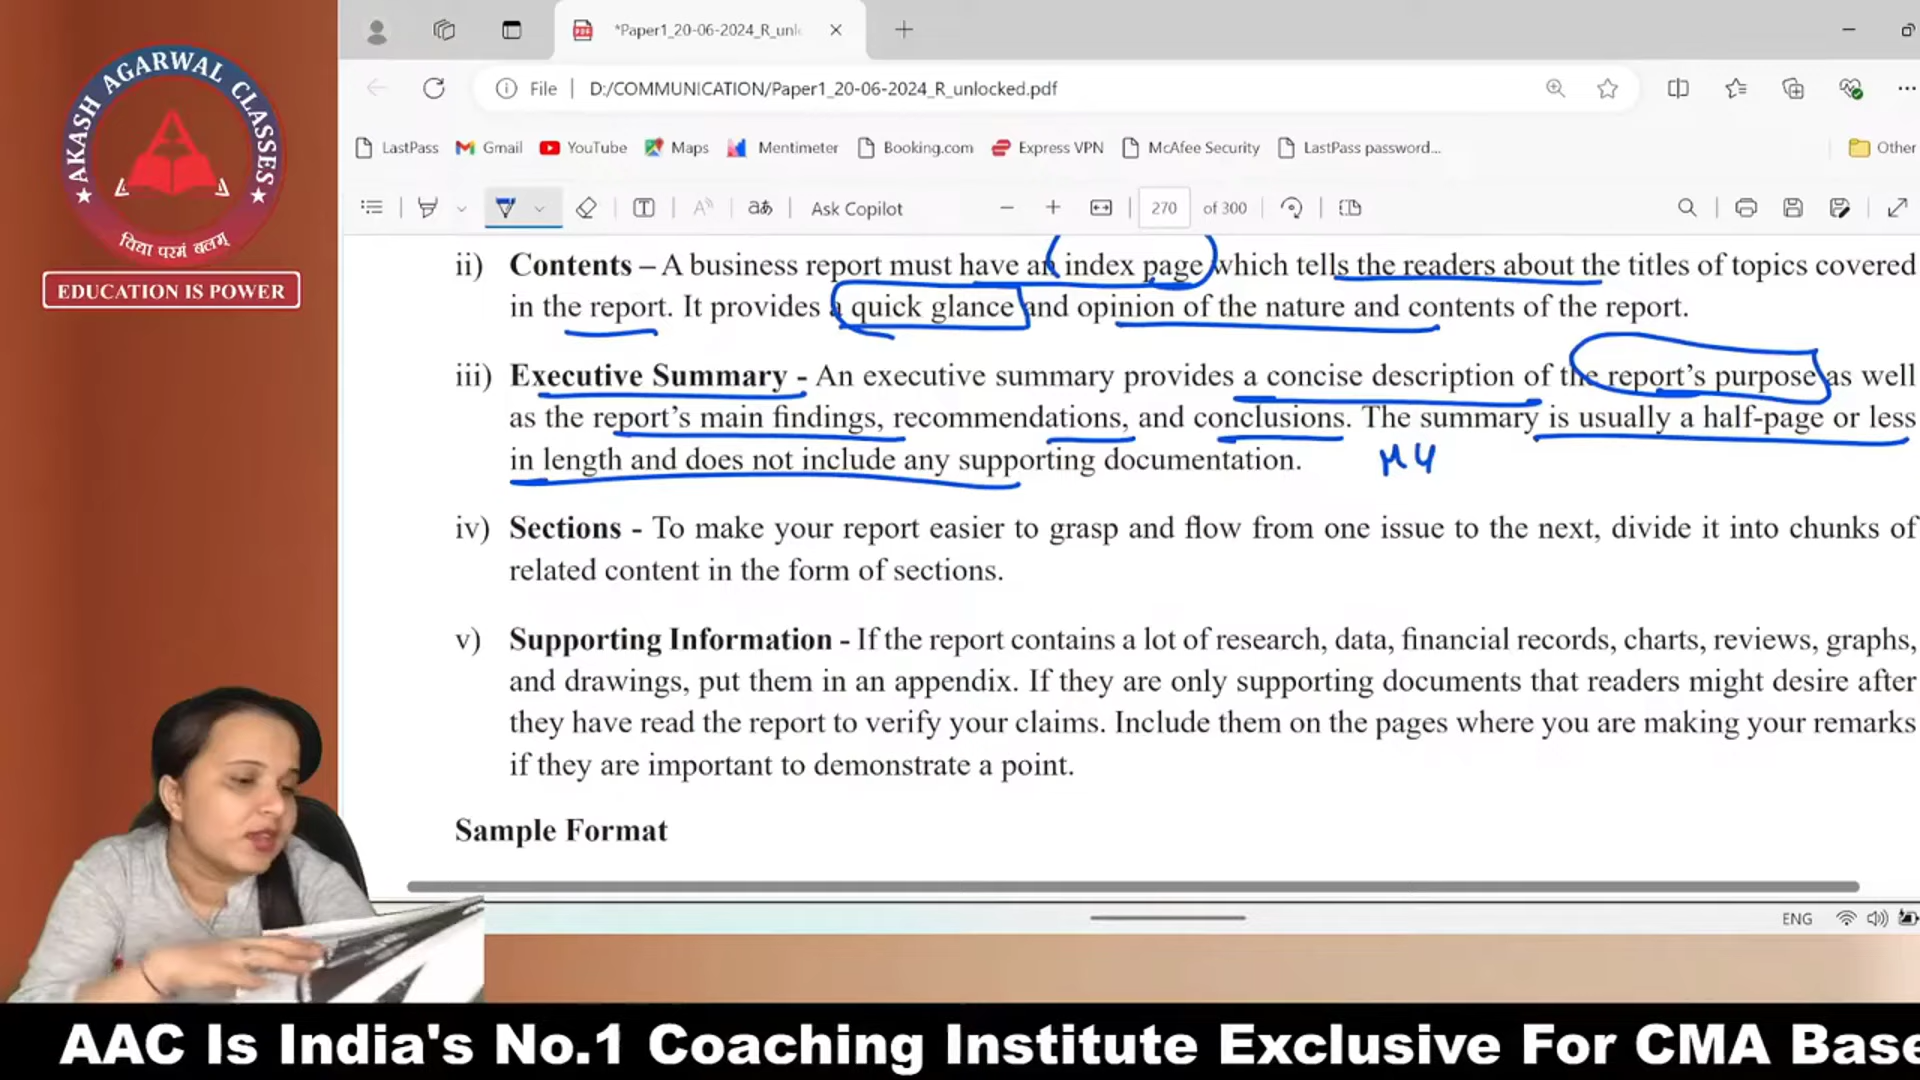 AKASH AGARWAL CLASSES
विद्या परमं बलम्
EDUCATION IS POWER
*Paper1_20-06-2024_R_unl
File
D:/COMMUNICATION/Paper1_20-06-2024_R_unlocked.pdf
LastPass
Gmail
YouTube
Maps
Mentimeter
Booking.com
Express VPN
McAfee Security
LastPass password...
Other
Ask Copilot
270 of 300
ii) Contents – A business report must have an index page which tells the readers about the titles of topics covered
in the report. It provides a quick glance and opinion of the nature and contents of the report.
iii) Executive Summary - An executive summary provides a concise description of the report's purpose as well
as the report's main findings, recommendations, and conclusions. The summary is usually a half-page or less
in length and does not include any supporting documentation.
iv) Sections - To make your report easier to grasp and flow from one issue to the next, divide it into chunks of
related content in the form of sections.
v) Supporting Information - If the report contains a lot of research, data, financial records, charts, reviews, graphs,
and drawings, put them in an appendix. If they are only supporting documents that readers might desire after
they have read the report to verify your claims. Include them on the pages where you are making your remarks
if they are important to demonstrate a point.
Sample Format
ENG
AAC Is India's No.1 Coaching Institute Exclusive For CMA Base